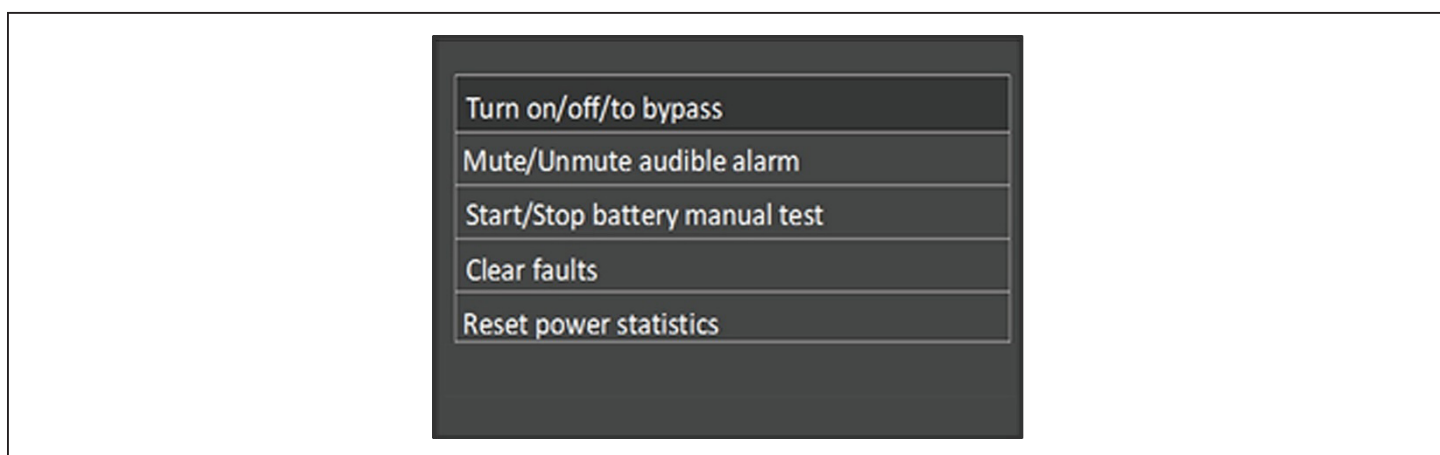 Turn on/off/to bypass
Mute/Unmute audible alarm
Start/Stop battery manual test
Clear faults
Reset power statistics